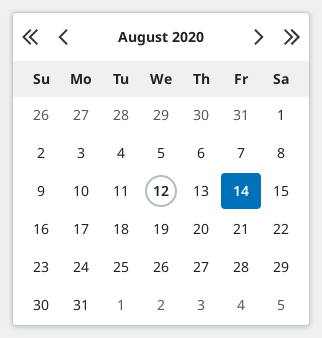 August 2020
Su Mo Tu We Th Fr Sa
26 27 28 29 30 31 1
2 3 4 5 6 7 8
9 10 11 12 13 14 15
16 17 18 19 20 21 22
23 24 25 26 27 28 29
30 31 1 2 3 4 5